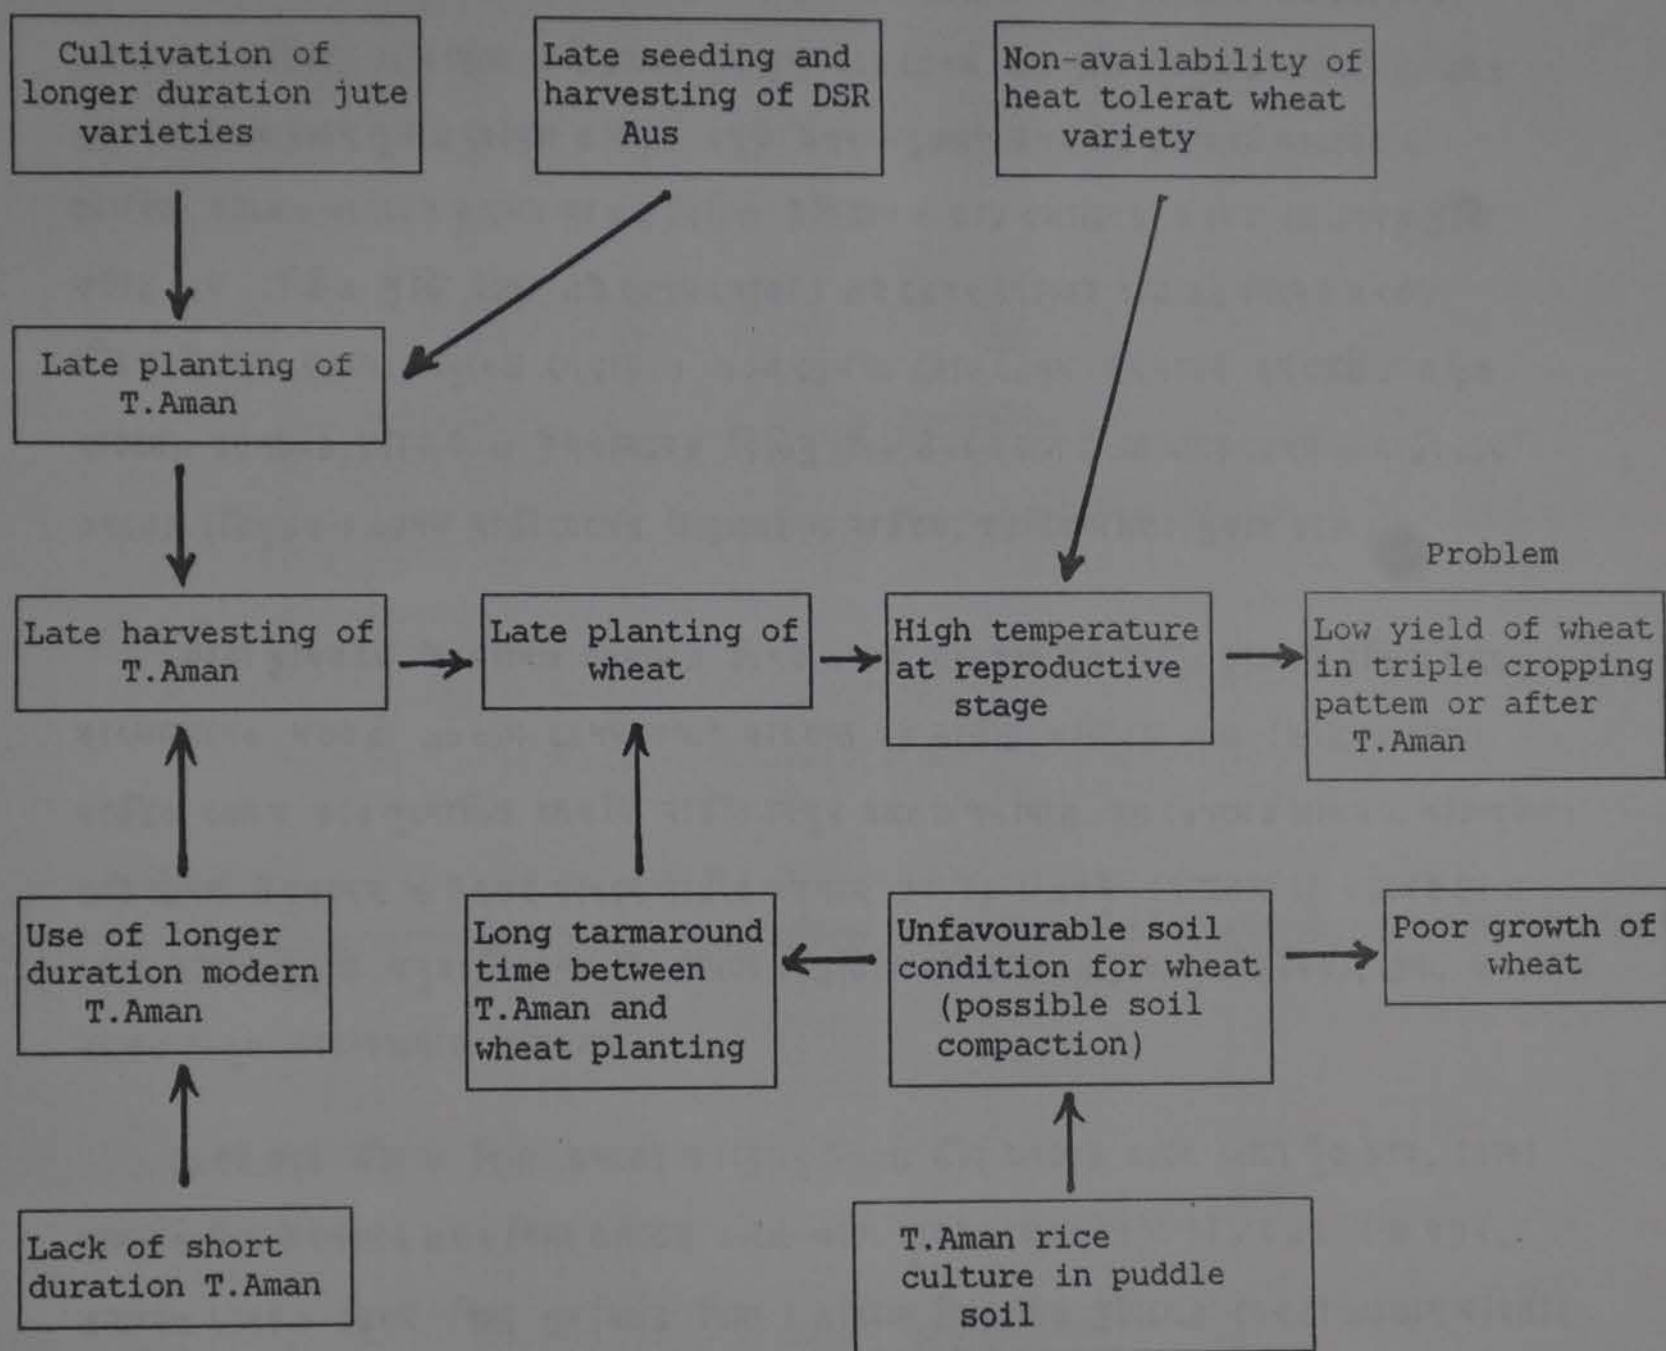 Cultivation of
longer duration jute
varieties
Late seeding and
harvesting of DSR
Aus
Non-availability of
heat tolerat wheat
variety
Late planting of
T.Aman
Problem
Late harvesting of
T.Aman
Late planting of
wheat
High temperature
at reproductive
stage
Low yield of wheat
in triple cropping
pattem or after
T.Aman
Use of longer
duration modern
T.Aman
Long tarmaround
time between
T.Aman and
wheat planting
Unfavourable soil
condition for wheat
(possible soil
compaction)
Poor growth of
wheat
Lack of short
duration T.Aman
T.Aman rice
culture in puddle
soil